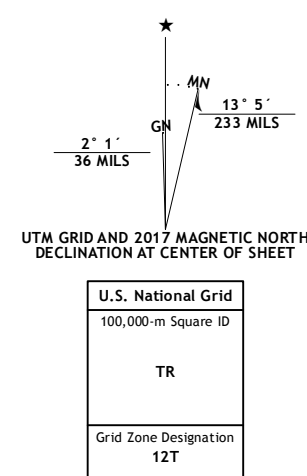 ★
MN
GN
13° 5´
233 MILS
2° 1´
36 MILS
UTM GRID AND 2017 MAGNETIC NORTH
DECLINATION AT CENTER OF SHEET
U.S. National Grid
100,000-m Square ID
TR
Grid Zone Designation
12T